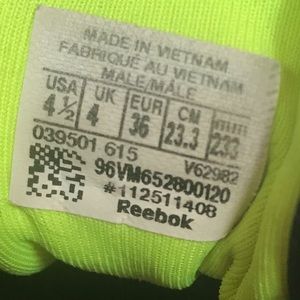 MADE IN VIETNAM
FABRIQUÉ AU VIETNAM
MALE/MÂLE
USA UK EUR CM
4 ½ 4 36 23.3 233
039501 615 V62982
96VM652800120
#112511408
Reebok